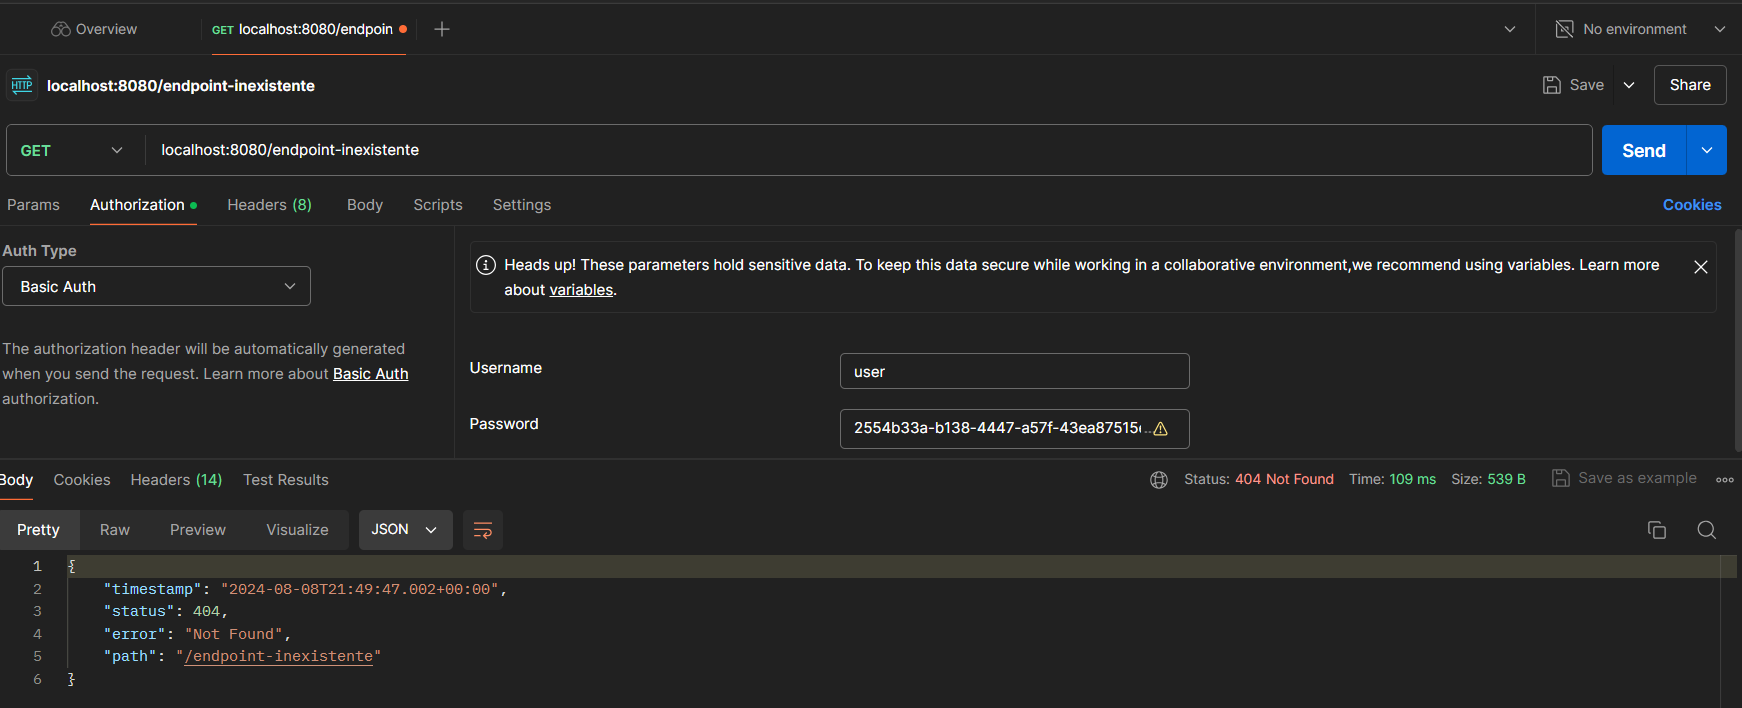 Overview
GET localhost:8080/endpoin
No environment
HTTP localhost:8080/endpoint-inexistente
Save
Share
GET
localhost:8080/endpoint-inexistente
Send
Params
Authorization
Headers (8)
Body
Scripts
Settings
Cookies
Auth Type
Basic Auth
The authorization header will be automatically generated
when you send the request. Learn more about Basic Auth
authorization.
Heads up! These parameters hold sensitive data. To keep this data secure while working in a collaborative environment,we recommend using variables. Learn more
about variables.
Username
user
Password
2554b33a-b138-4447-a57f-43ea87515
Body
Cookies
Headers (14)
Test Results
Status: 404 Not Found
Time: 109 ms
Size: 539 B
Save as example
Pretty
Raw
Preview
Visualize
JSON
1 {
2 "timestamp": "2024-08-08T21:49:47.002+00:00",
3 "status": 404,
4 "error": "Not Found",
5 "path": "/endpoint-inexistente"
6 }